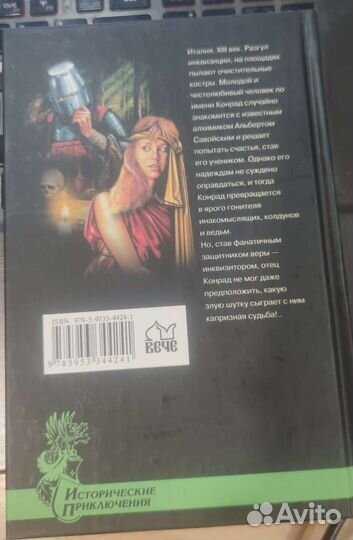 Италия, XIII век. Разгул
инквизиции, на площадях
пылают очистительные
костры. Молодой и
честолюбивый человек по
имени Конрад случайно
знакомится с известным
алхимиком Альбертом
Савойским и решает
попытать счастья, став
его учеником. Однако его
надеждам не суждено
оправдаться, и тогда
Конрад превращается
в ярого гонителя
инакомыслящих, колдунов
и ведьм.
Но, став фанатичным
защитником веры —
инквизитором, отец
Конрад не мог даже
предположить, какую
злую шутку сыграет с ним
капризная судьба!..
ISBN 978-5-9533-4424-1
9 785953 344241
ВЕЧЕ
Исторические
Приключения
Avito